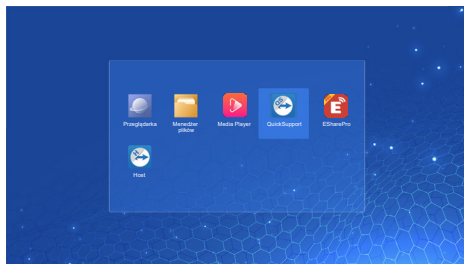 Przeglądarka
Menedżer
plików
Media Player
QuickSupport
ESharePro
Host